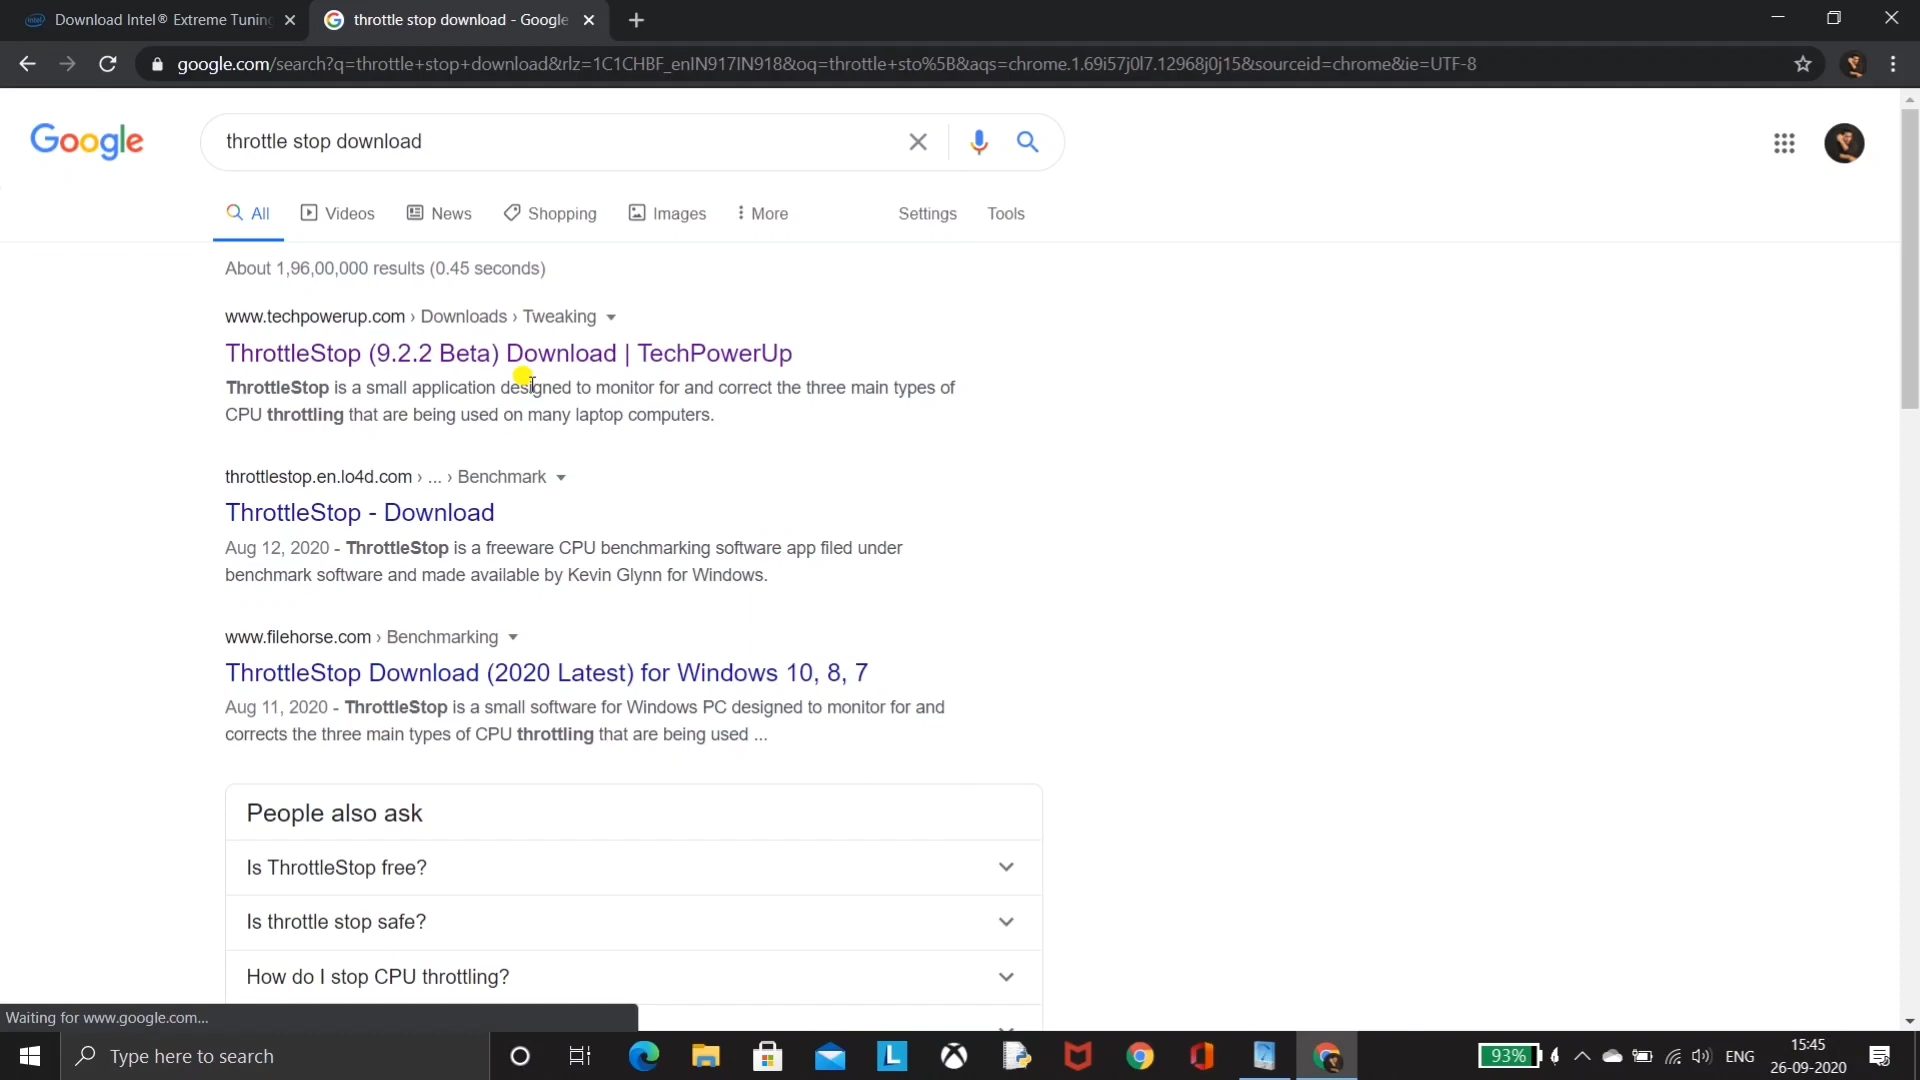 Download Intel® Extreme Tuning
throttle stop download - Google
google.com/search?q=throttle+stop+download&rlz=1C1CHBF_enIN917IN918&oq=throttle+sto%5B&aqs=chrome.1.69i57j0l7.12968j0j15&sourceid=chrome&ie=UTF-8
Google
throttle stop download
All
Videos
News
Shopping
Images
More
Settings
Tools
About 1,96,00,000 results (0.45 seconds)
www.techpowerup.com › Downloads › Tweaking
ThrottleStop (9.2.2 Beta) Download | TechPowerUp
ThrottleStop is a small application designed to monitor for and correct the three main types of
CPU throttling that are being used on many laptop computers.
throttlestop.en.lo4d.com › ... › Benchmark
ThrottleStop - Download
Aug 12, 2020 - ThrottleStop is a freeware CPU benchmarking software app filed under
benchmark software and made available by Kevin Glynn for Windows.
www.filehorse.com › Benchmarking
ThrottleStop Download (2020 Latest) for Windows 10, 8, 7
Aug 11, 2020 - ThrottleStop is a small software for Windows PC designed to monitor for and
corrects the three main types of CPU throttling that are being used ...
People also ask
Is ThrottleStop free?
Is throttle stop safe?
How do I stop CPU throttling?
Waiting for www.google.com...
Type here to search
L
93%
ENG
15:45
26-09-2020